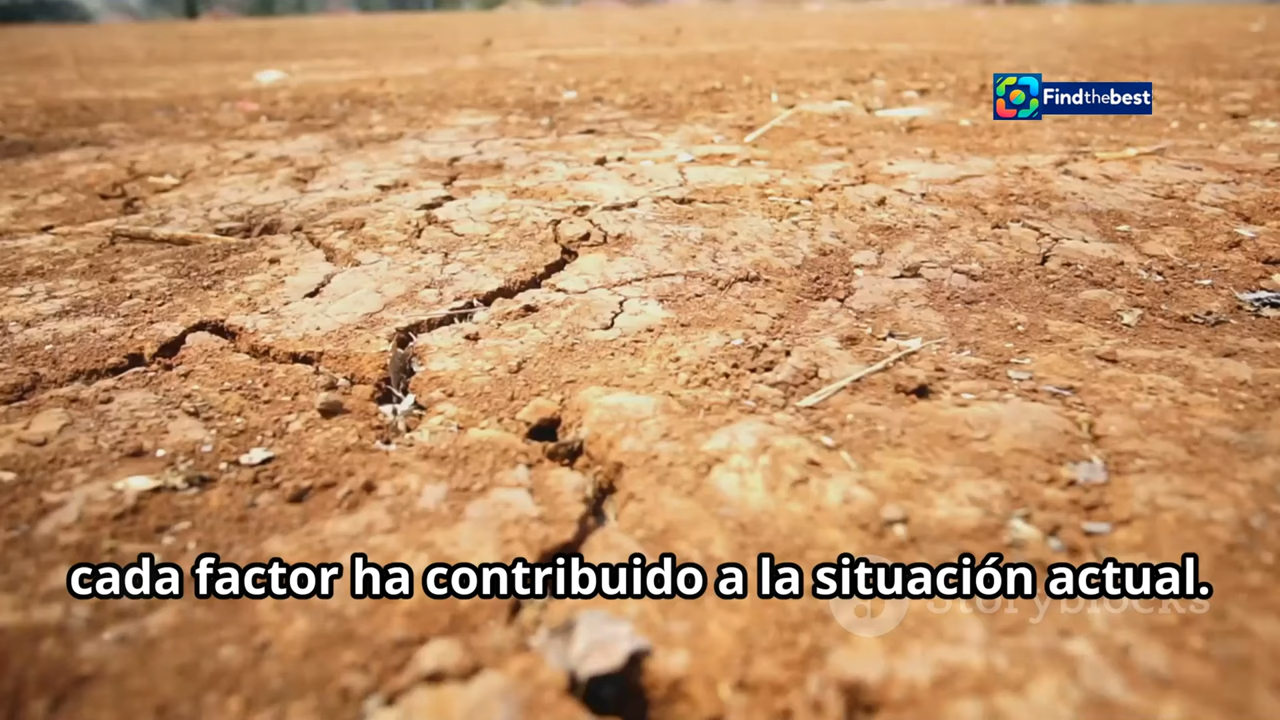 Findthebest
cada factor ha contribuido a la situación actual.
Storyblocks